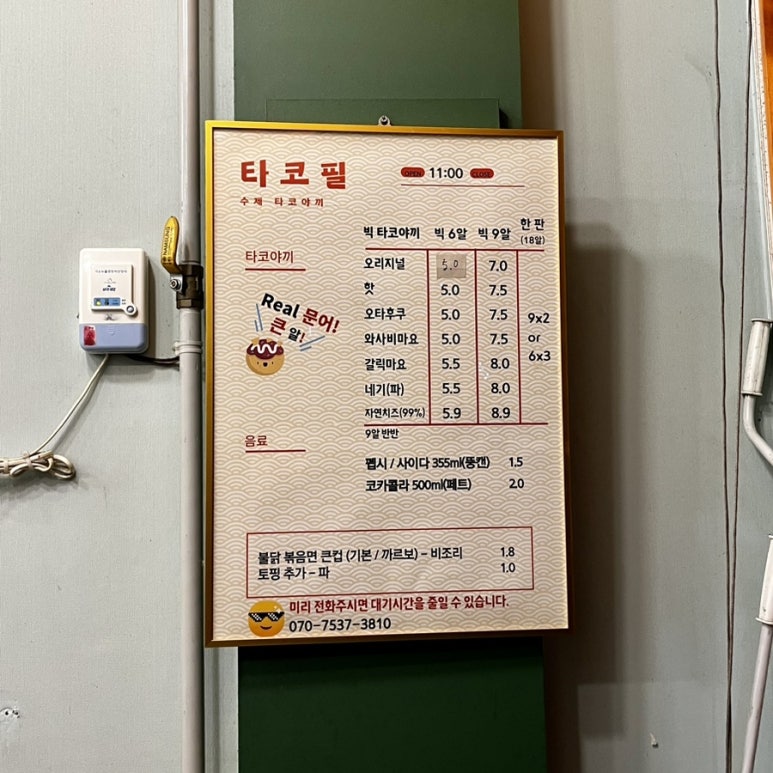 타코필
OPEN 11:00 CLOSE
수제 타코야끼
빅 타코야끼 빅 6알 빅 9알 한 판 (18알)
타코야끼
오리지널 5.0 7.0
핫 5.0 7.5
오타후쿠 5.0 7.5
와사비마요 5.0 7.5
갈릭마요 5.5 8.0
네기(파) 5.5 8.0
자연치즈(99%) 5.9 8.9
9x2
or
6x3
Real 문어!
큰 알!
9알 반반
음료
펩시 / 사이다 355ml(뚱캔) 1.5
코카콜라 500ml(페트) 2.0
불닭 볶음면 큰컵 (기본 / 까르보) – 비조리 1.8
토핑 추가 – 파 1.0
미리 전화주시면 대기시간을 줄일 수 있습니다.
070-7537-3810